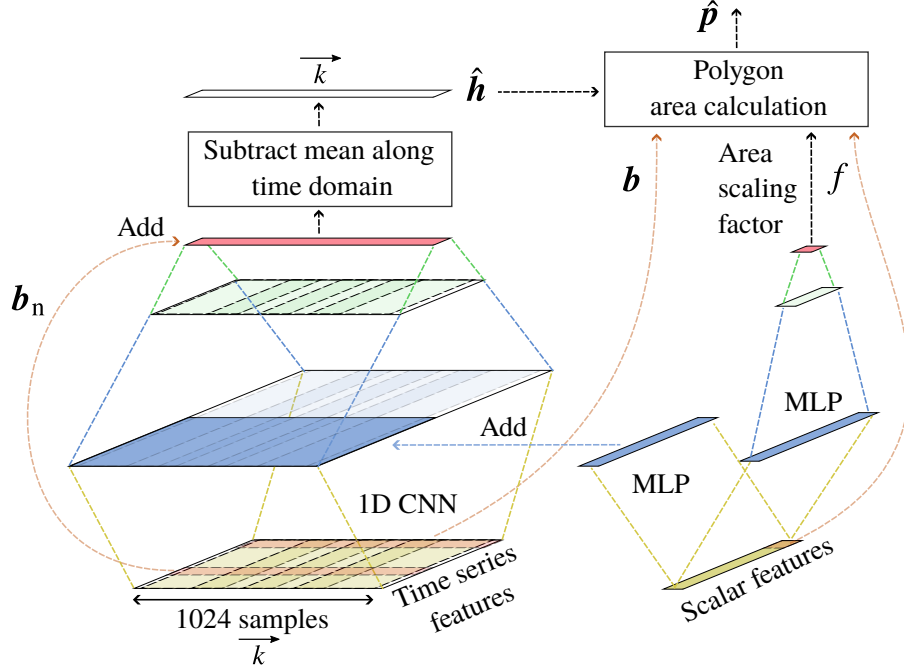 p̂
k
ĥ
Polygon
area calculation
Subtract mean along
time domain
Area
scaling
factor
b
f
Add
b_n
MLP
Add
MLP
1D CNN
Time series
features
Scalar features
1024 samples
k